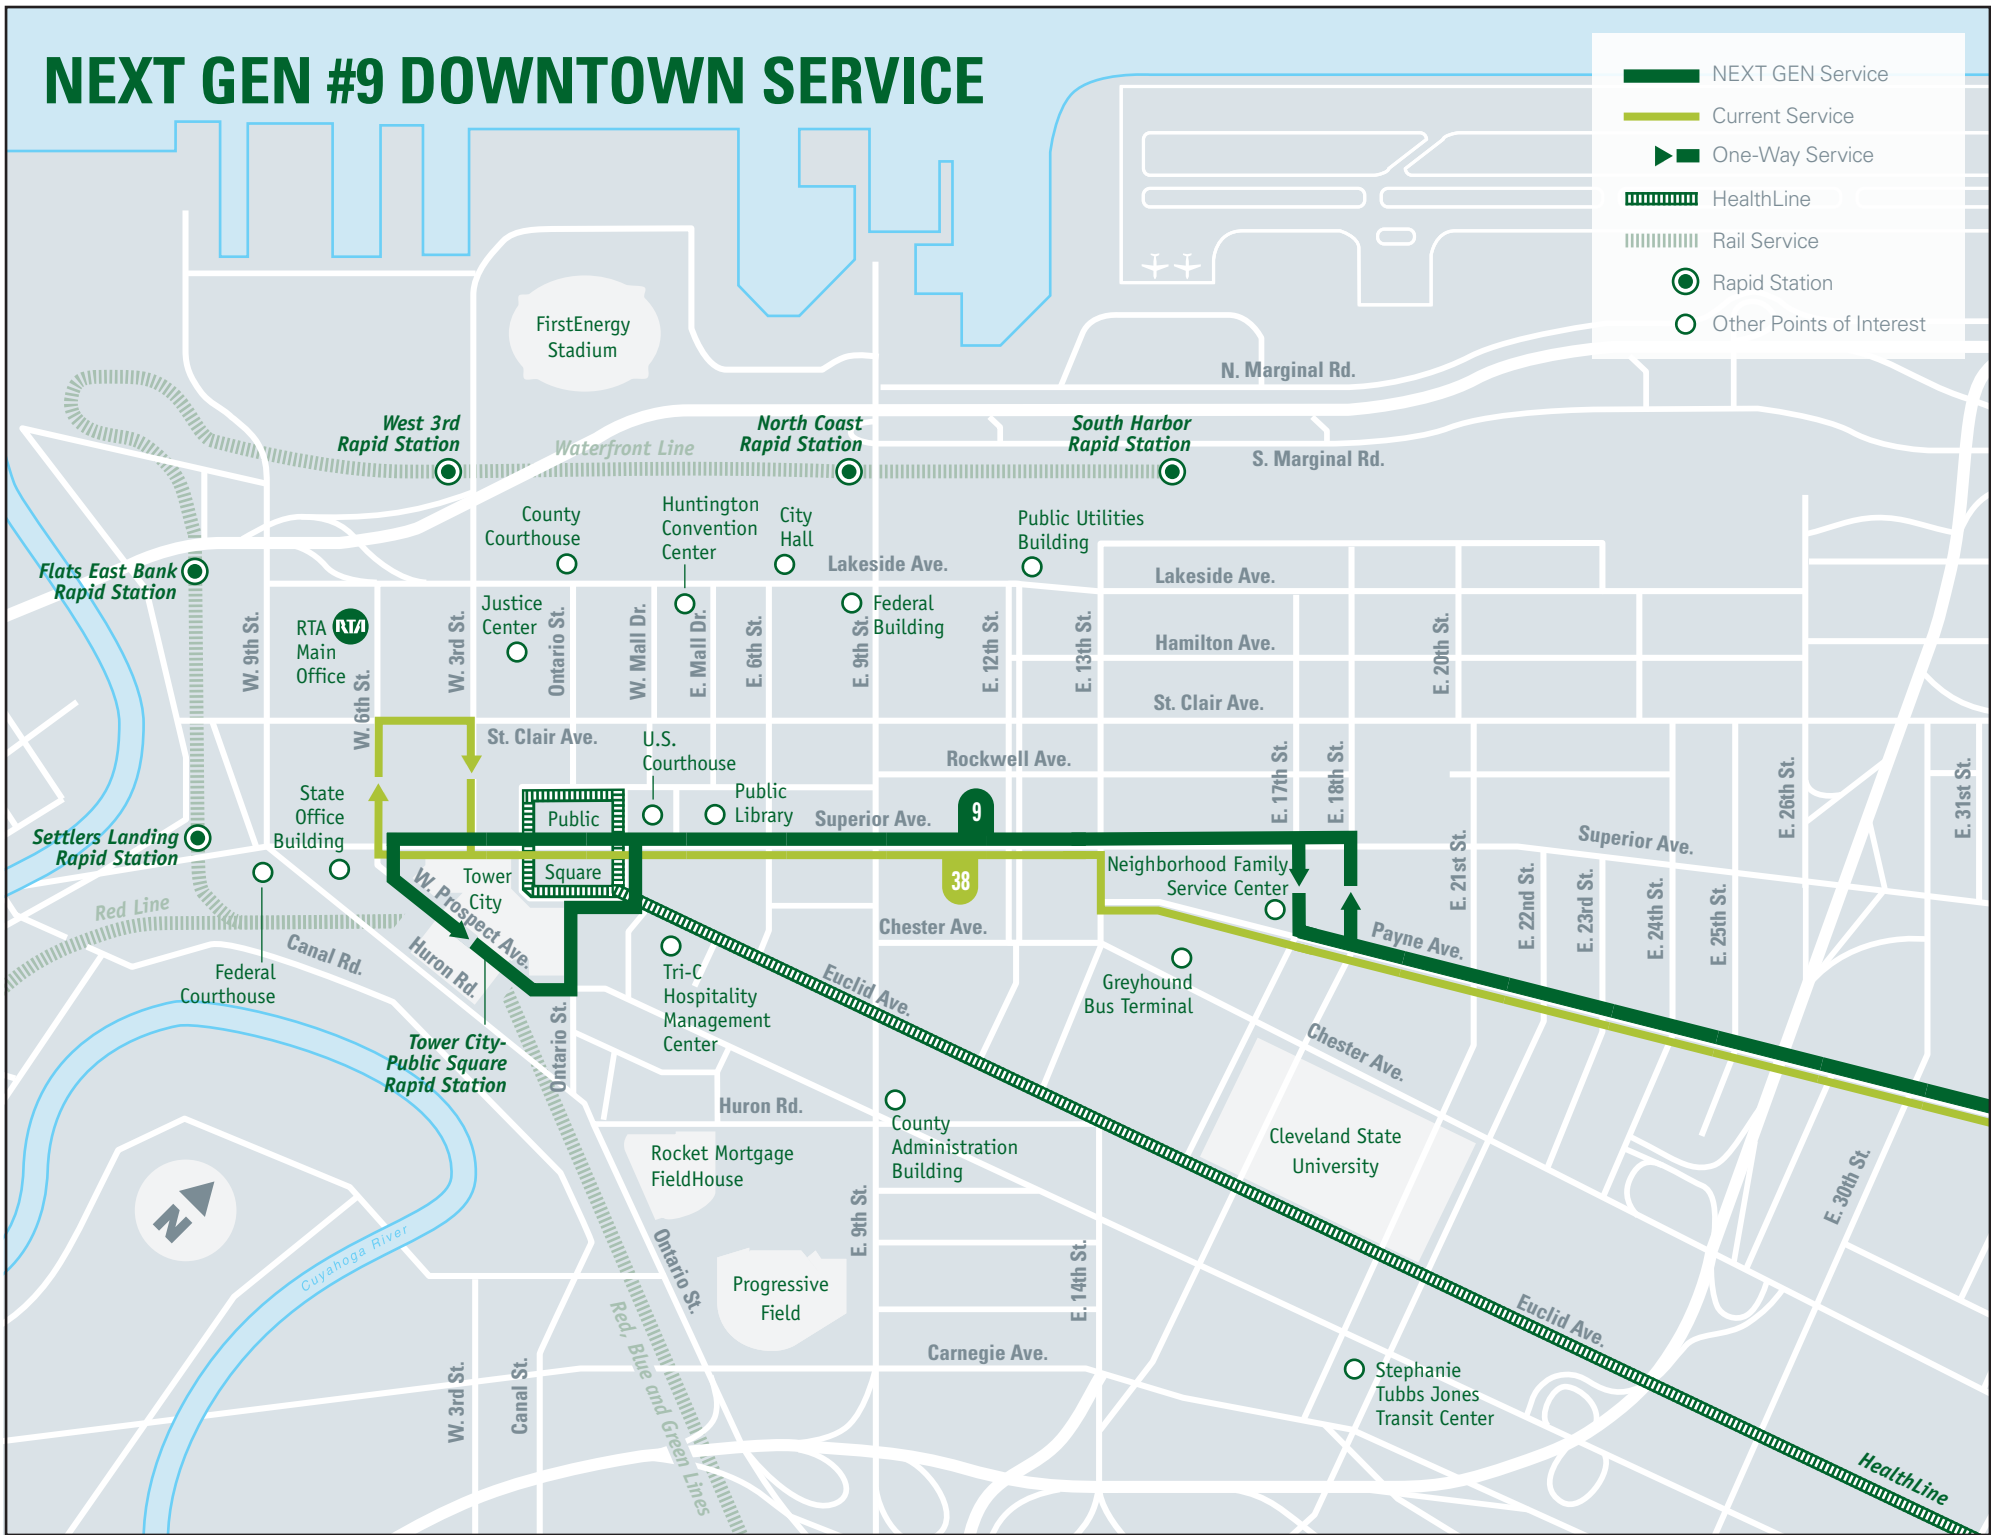 NEXT GEN #9 DOWNTOWN SERVICE
NEXT GEN Service
Current Service
One-Way Service
HealthLine
Rail Service
Rapid Station
Other Points of Interest
FirstEnergy
Stadium
N. Marginal Rd.
West 3rd
Rapid Station
Waterfront Line
North Coast
Rapid Station
South Harbor
Rapid Station
S. Marginal Rd.
County
Courthouse
Huntington
Convention
Center
City
Hall
Public Utilities
Building
Lakeside Ave.
Lakeside Ave.
Flats East Bank
Rapid Station
RTA
Main
Office
RTA
Justice
Center
Federal
Building
W. 9th St.
W. 6th St.
W. 3rd St.
Ontario St.
W. Mall Dr.
E. Mall Dr.
E. 6th St.
E. 9th St.
E. 12th St.
E. 13th St.
Hamilton Ave.
E. 20th St.
St. Clair Ave.
St. Clair Ave.
U.S.
Courthouse
Rockwell Ave.
E. 17th St.
E. 18th St.
E. 26th St.
E. 31st St.
State
Office
Building
Public
Library
Public
Square
Superior Ave.
9
38
Superior Ave.
Settlers Landing
Rapid Station
Tower
City
W. Prospect Ave.
Neighborhood Family
Service Center
E. 21st St.
E. 22nd St.
E. 23rd St.
E. 24th St.
E. 25th St.
Red Line
Canal Rd.
Huron Rd.
Chester Ave.
Payne Ave.
Federal
Courthouse
Tri-C
Hospitality
Management
Center
Euclid Ave.
Greyhound
Bus Terminal
Tower City-
Public Square
Rapid Station
Ontario St.
Chester Ave.
Huron Rd.
County
Administration
Building
Cleveland State
University
Rocket Mortgage
FieldHouse
E. 30th St.
N
Cuyahoga River
Ontario St.
E. 9th St.
E. 14th St.
Progressive
Field
Euclid Ave.
Red, Blue and Green Lines
Carnegie Ave.
W. 3rd St.
Canal St.
Stephanie
Tubbs Jones
Transit Center
HealthLine